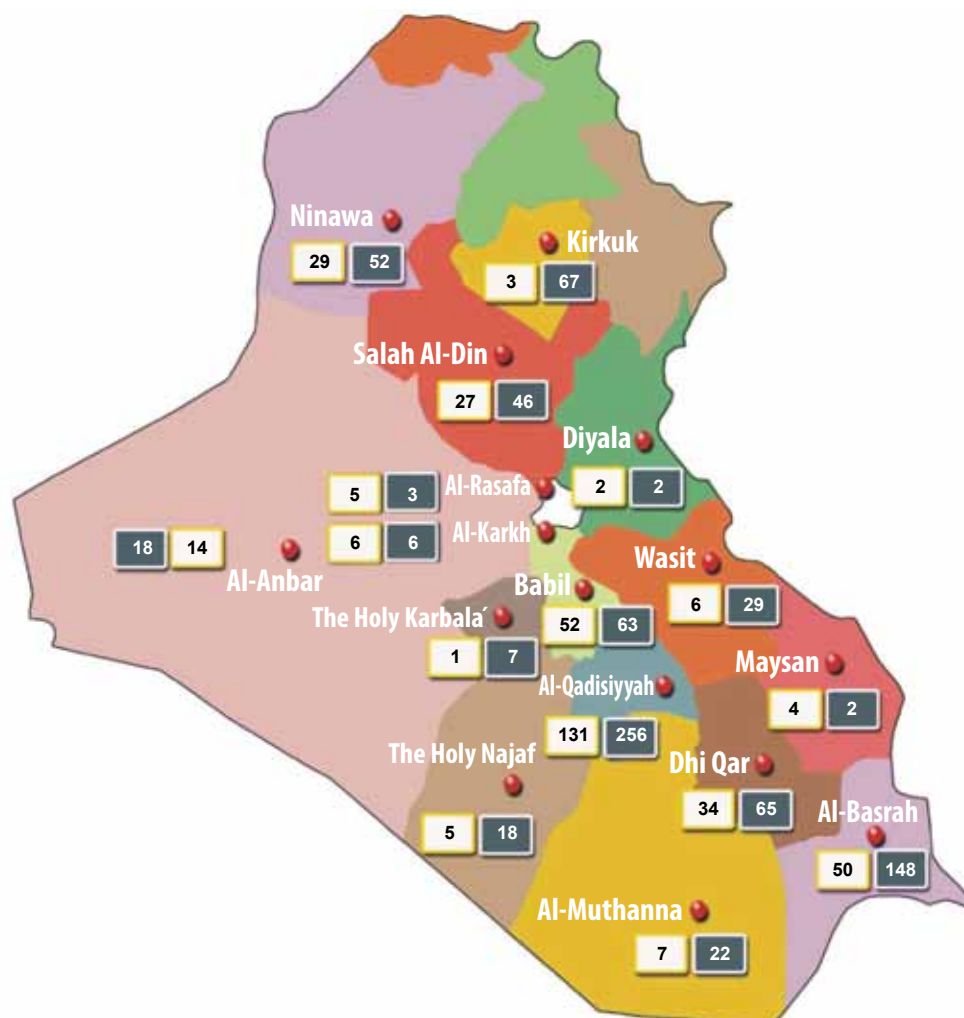 Ninawa
29 52
Kirkuk
3 67
Salah Al-Din
27 46
Diyala
2 2
Al-Rasafa
5 3
Al-Karkh
6 6
18 14
Al-Anbar
Babil
52 63
Wasit
6 29
The Holy Karbala´
1 7
Maysan
4 2
Al-Qadisiyyah
131 256
The Holy Najaf
5 18
Dhi Qar
34 65
Al-Basrah
50 148
Al-Muthanna
7 22